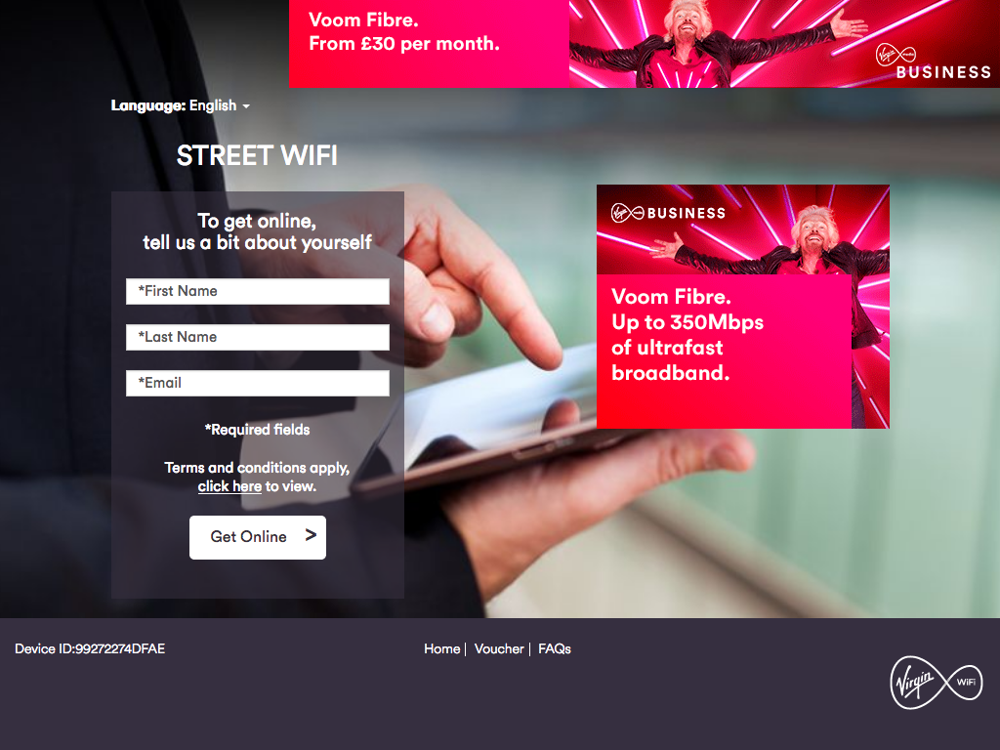 Voom Fibre.
From £30 per month.
Virgin media
BUSINESS
Language: English
STREET WIFI
To get online,
tell us a bit about yourself
*First Name
*Last Name
*Email
*Required fields
Terms and conditions apply,
click here to view.
Get Online >
Virgin media BUSINESS
Voom Fibre.
Up to 350Mbps
of ultrafast
broadband.
Device ID:99272274DFAE
Home | Voucher | FAQs
Virgin WiFi